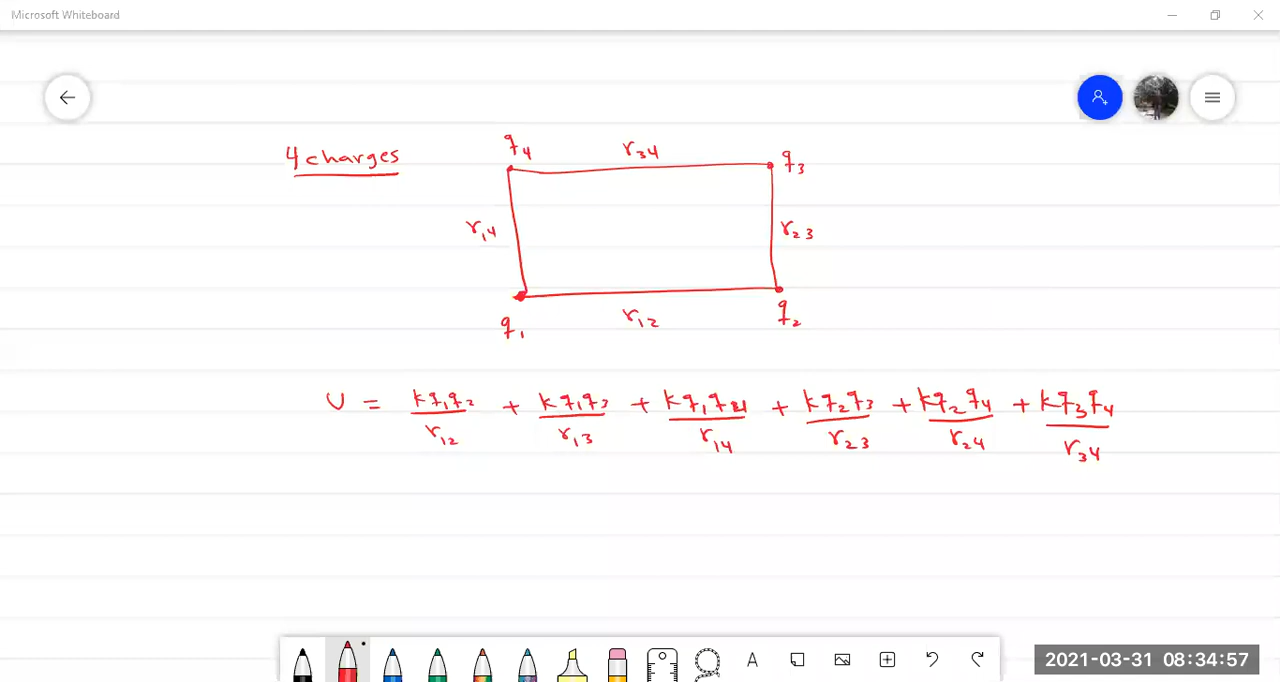 Microsoft Whiteboard
4 charges
q4 r34 q3
r14 r23
q1 r12 q2
U = kq1q2/r12 + kq1q3/r13 + kq1q4/r14 + kq2q3/r23 + kq2q4/r24 + kq3q4/r34
A
2021-03-31 08:34:57